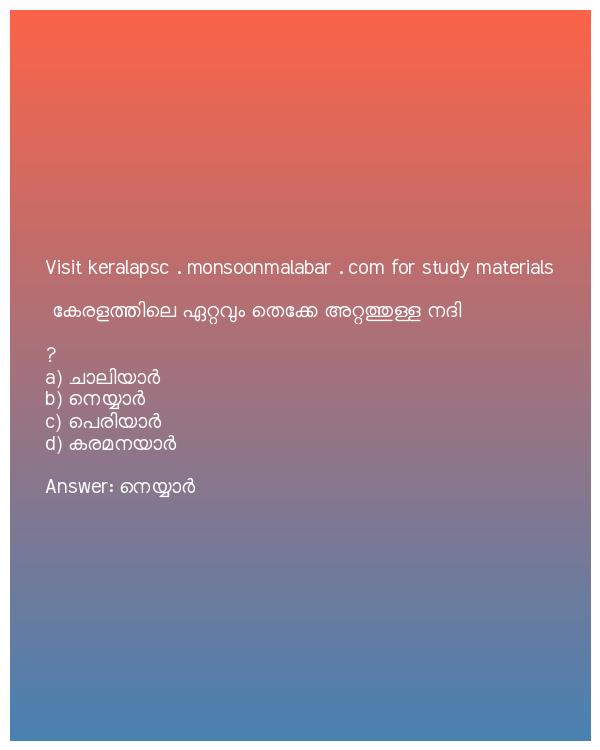 Visit keralapsc . monsoonmalabar . com for study materials
കേരളത്തിലെ ഏറ്റവും തെക്കേ അറ്റത്തുള്ള നദി
?
a) ചാലിയാർ
b) നെയ്യാർ
c) പെരിയാർ
d) കരമനയാർ
Answer: നെയ്യാർ